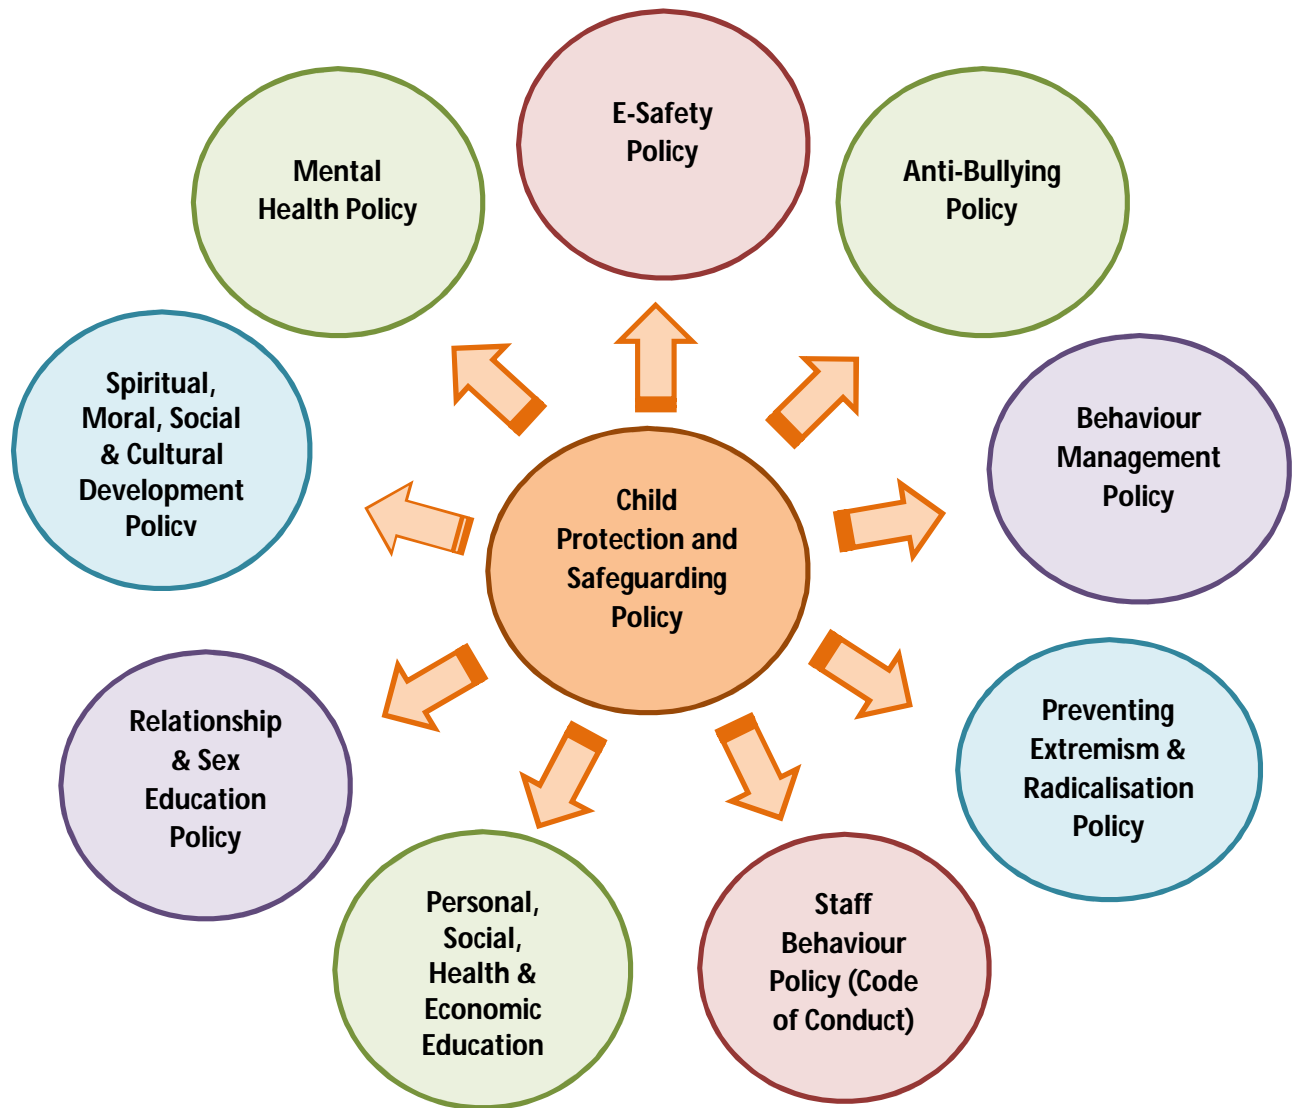 E-Safety
Policy
Mental
Health Policy
Anti-Bullying
Policy
Spiritual,
Moral, Social
& Cultural
Development
Policy
Behaviour
Management
Policy
Child
Protection and
Safeguarding
Policy
Relationship
& Sex
Education
Policy
Preventing
Extremism &
Radicalisation
Policy
Personal,
Social,
Health &
Economic
Education
Staff
Behaviour
Policy (Code
of Conduct)